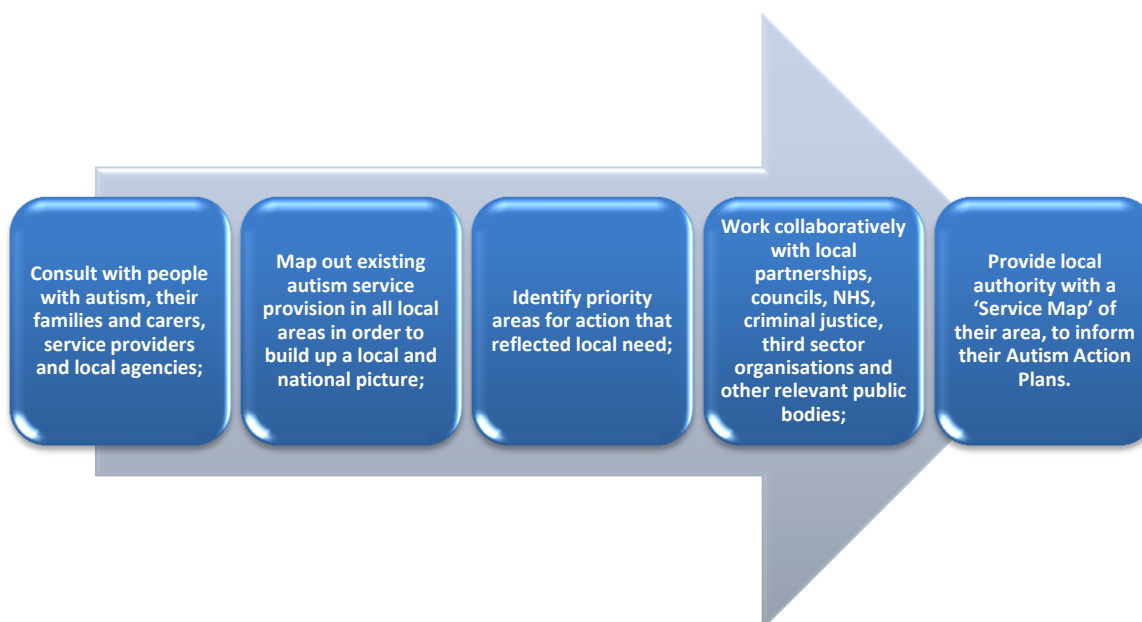 Consult with people
with autism, their
families and carers,
service providers
and local agencies;
Map out existing
autism service
provision in all local
areas in order to
build up a local and
national picture;
Identify priority
areas for action that
reflected local need;
Work collaboratively
with local
partnerships,
councils, NHS,
criminal justice,
third sector
organisations and
other relevant public
bodies;
Provide local
authority with a
‘Service Map’ of
their area, to inform
their Autism Action
Plans.